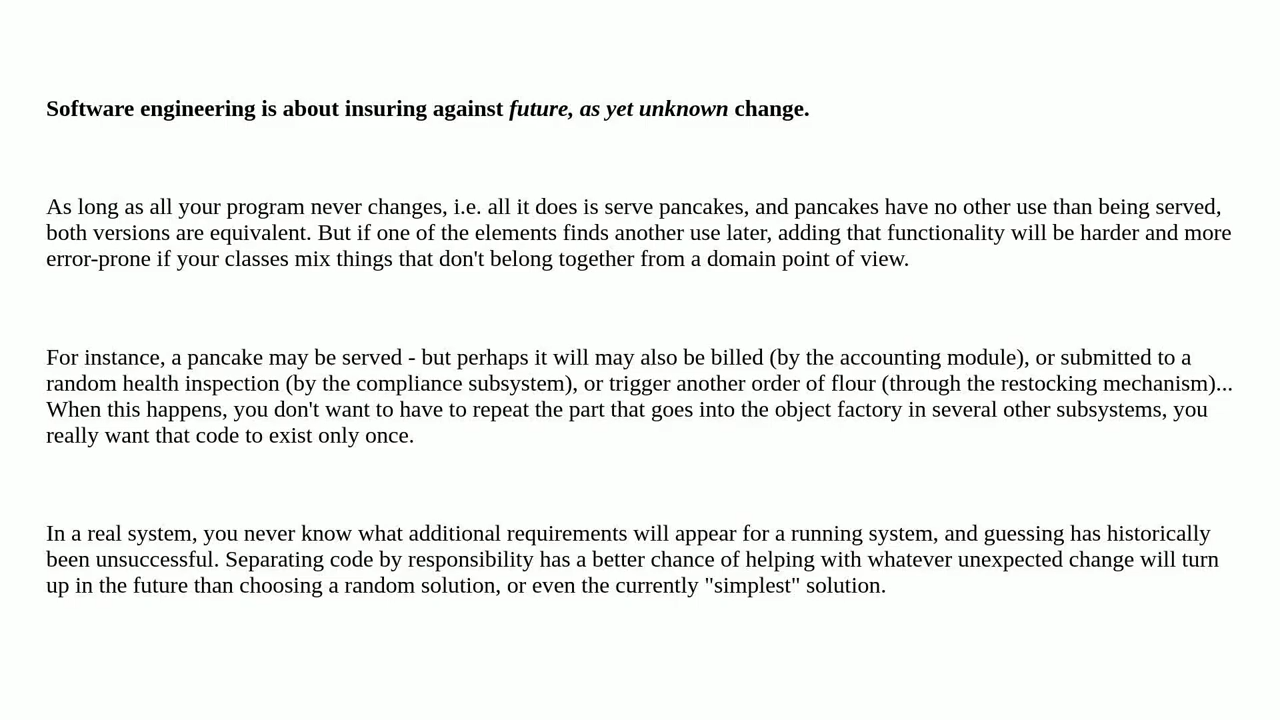 Software engineering is about insuring against future, as yet unknown change.
As long as all your program never changes, i.e. all it does is serve pancakes, and pancakes have no other use than being served,
both versions are equivalent. But if one of the elements finds another use later, adding that functionality will be harder and more
error-prone if your classes mix things that don't belong together from a domain point of view.
For instance, a pancake may be served - but perhaps it will may also be billed (by the accounting module), or submitted to a
random health inspection (by the compliance subsystem), or trigger another order of flour (through the restocking mechanism)...
When this happens, you don't want to have to repeat the part that goes into the object factory in several other subsystems, you
really want that code to exist only once.
In a real system, you never know what additional requirements will appear for a running system, and guessing has historically
been unsuccessful. Separating code by responsibility has a better chance of helping with whatever unexpected change will turn
up in the future than choosing a random solution, or even the currently "simplest" solution.